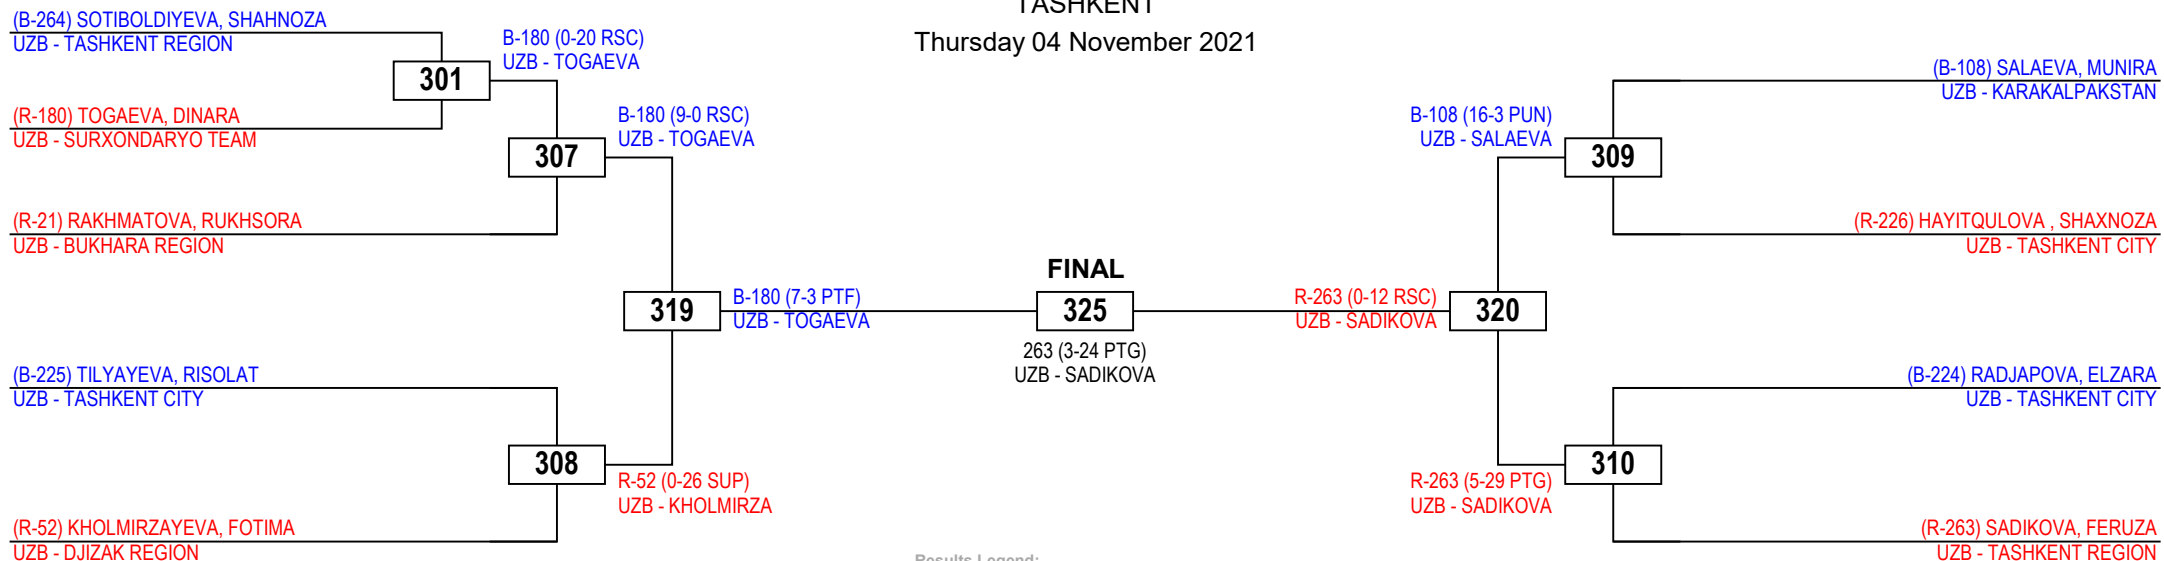 TASHKENT
Thursday 04 November 2021
(B-264) SOTIBOLDIYEVA, SHAHNOZA
UZB - TASHKENT REGION
301
(R-180) TOGAEVA, DINARA
UZB - SURXONDARYO TEAM
B-180 (0-20 RSC)
UZB - TOGAEVA
307
(R-21) RAKHMATOVA, RUKHSORA
UZB - BUKHARA REGION
B-180 (9-0 RSC)
UZB - TOGAEVA
319
B-180 (7-3 PTF)
UZB - TOGAEVA
(B-225) TILYAYEVA, RISOLAT
UZB - TASHKENT CITY
308
(R-52) KHOLMIRZAYEVA, FOTIMA
UZB - DJIZAK REGION
R-52 (0-26 SUP)
UZB - KHOLMIRZA
FINAL
325
263 (3-24 PTG)
UZB - SADIKOVA
(B-108) SALAEVA, MUNIRA
UZB - KARAKALPAKSTAN
B-108 (16-3 PUN)
UZB - SALAEVA
309
(R-226) HAYITQULOVA , SHAXNOZA
UZB - TASHKENT CITY
R-263 (0-12 RSC)
UZB - SADIKOVA
320
(B-224) RADJAPOVA, ELZARA
UZB - TASHKENT CITY
R-263 (5-29 PTG)
UZB - SADIKOVA
310
(R-263) SADIKOVA, FERUZA
UZB - TASHKENT REGION
Results Legend: